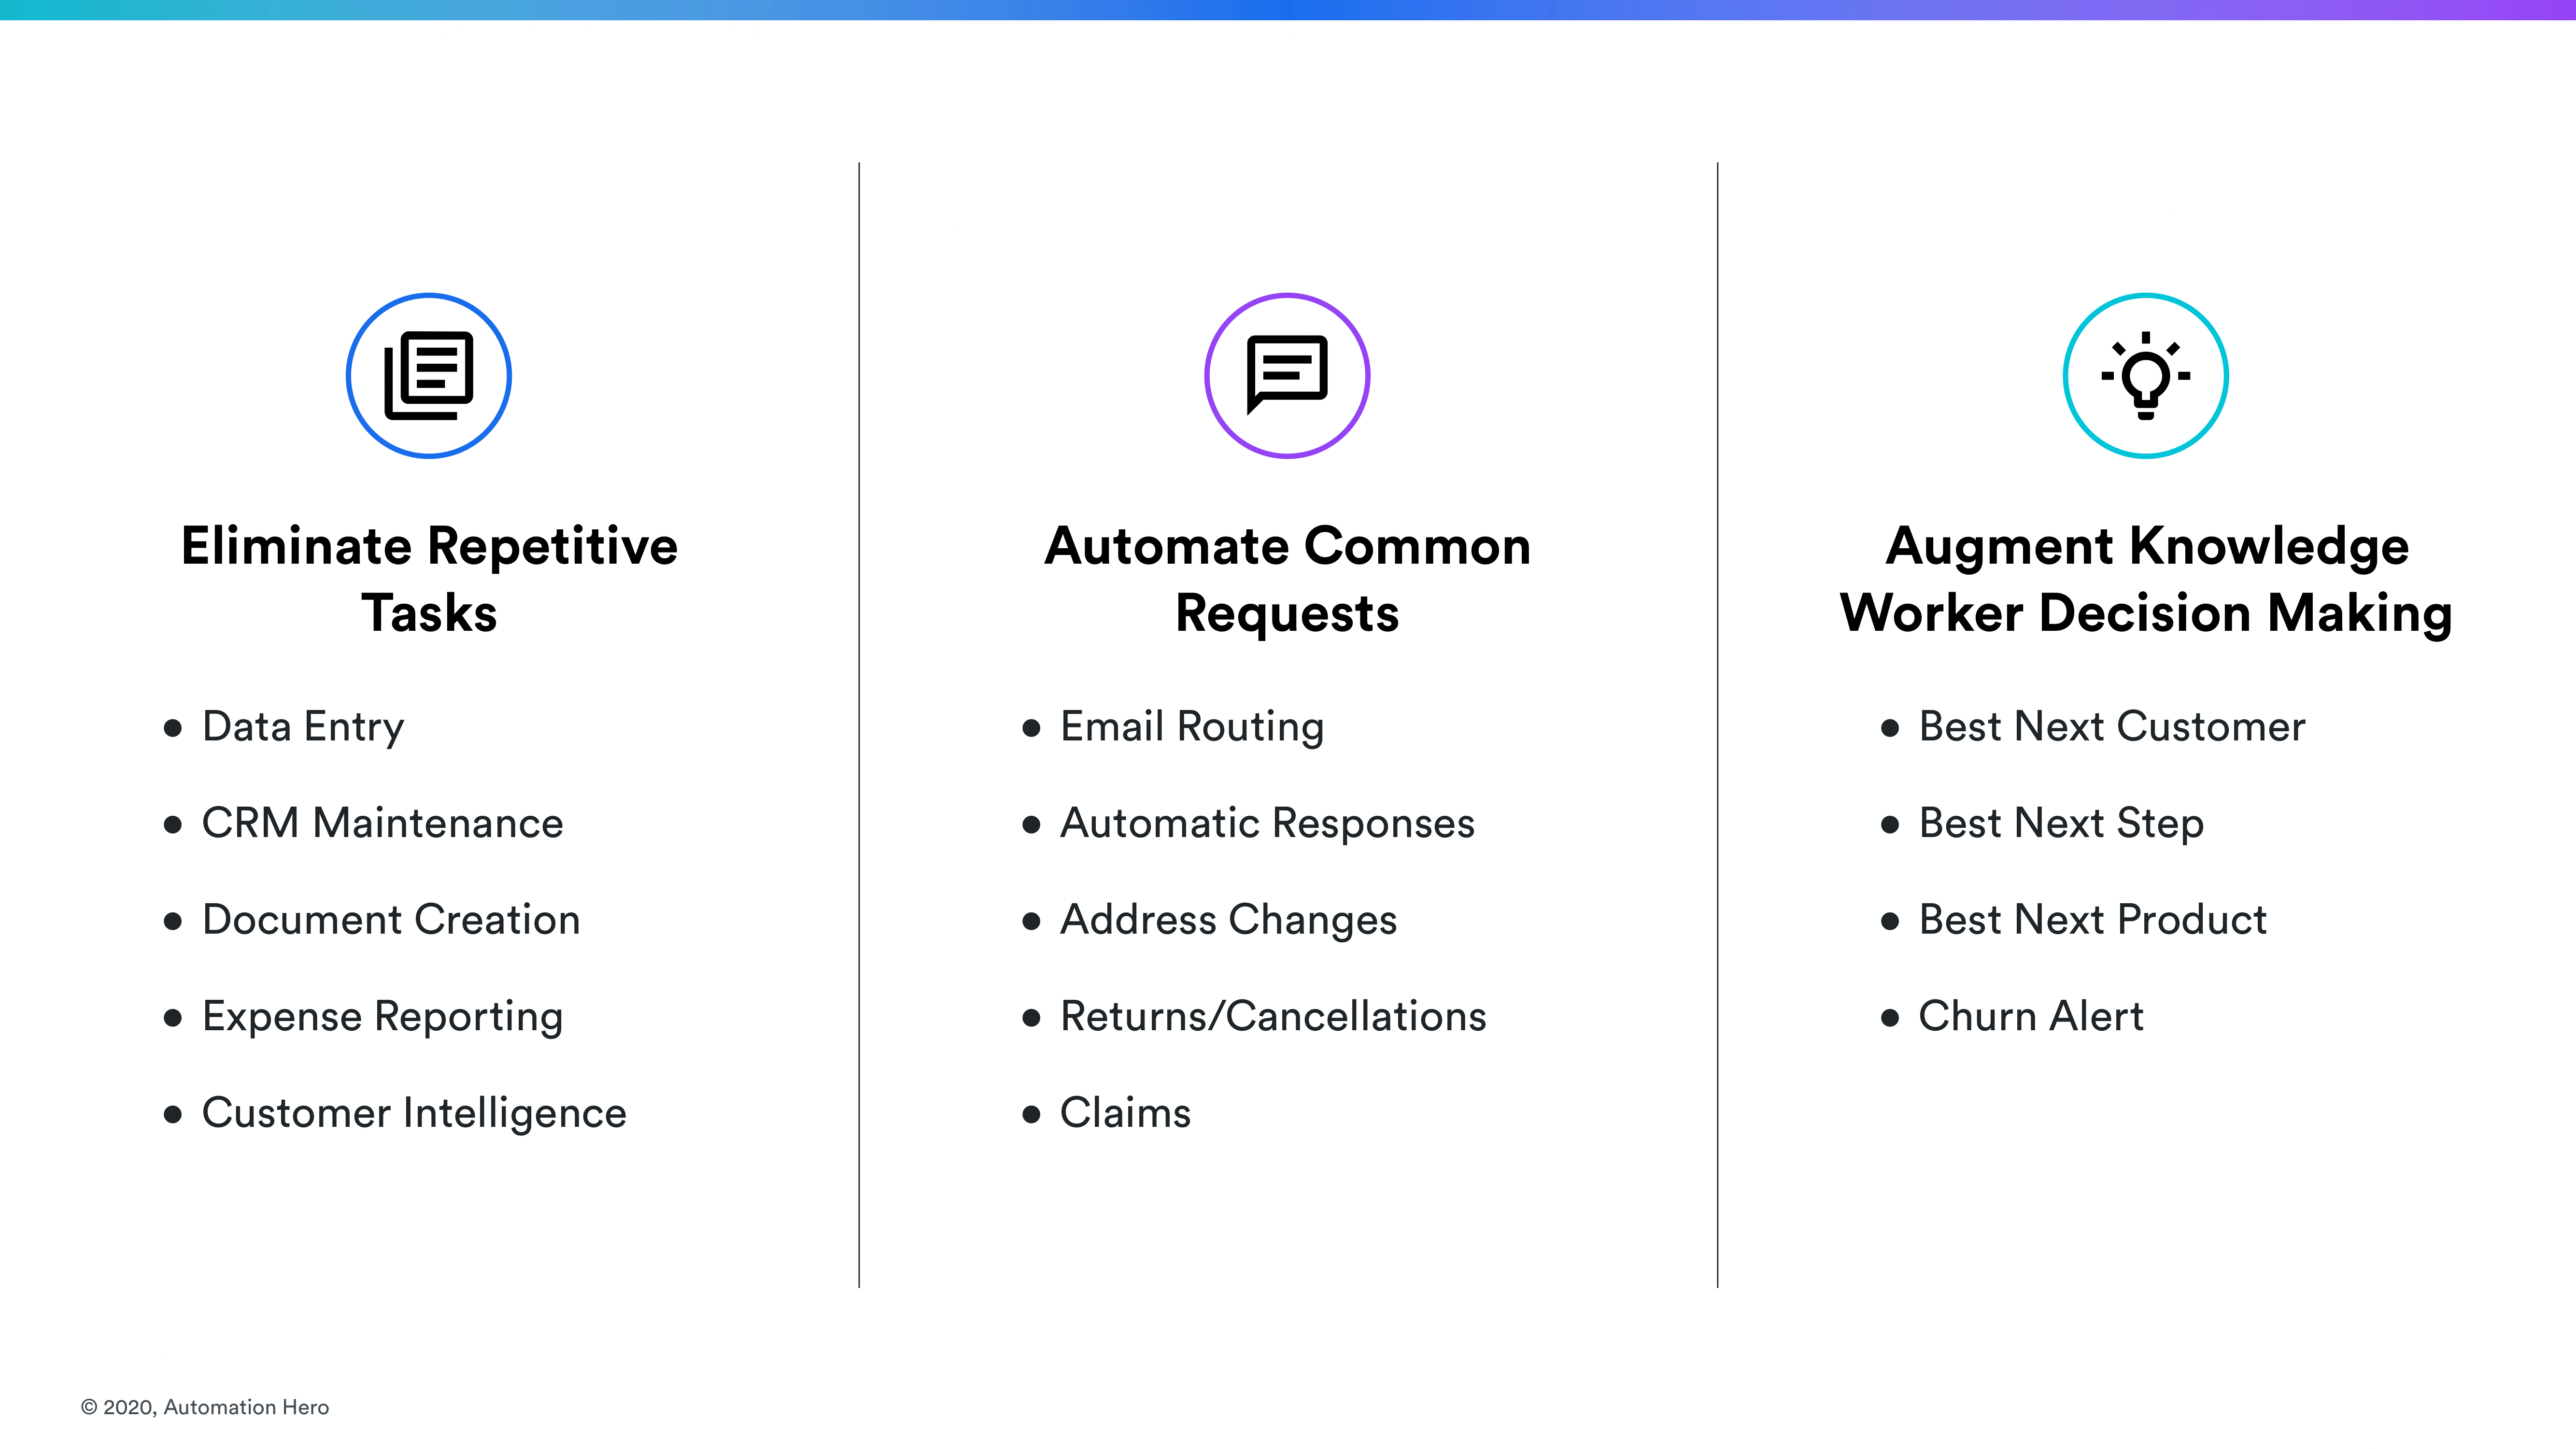 Eliminate Repetitive
Tasks
● Data Entry
● CRM Maintenance
● Document Creation
● Expense Reporting
● Customer Intelligence
Automate Common
Requests
● Email Routing
● Automatic Responses
● Address Changes
● Returns/Cancellations
● Claims
Augment Knowledge
Worker Decision Making
● Best Next Customer
● Best Next Step
● Best Next Product
● Churn Alert
© 2020, Automation Hero